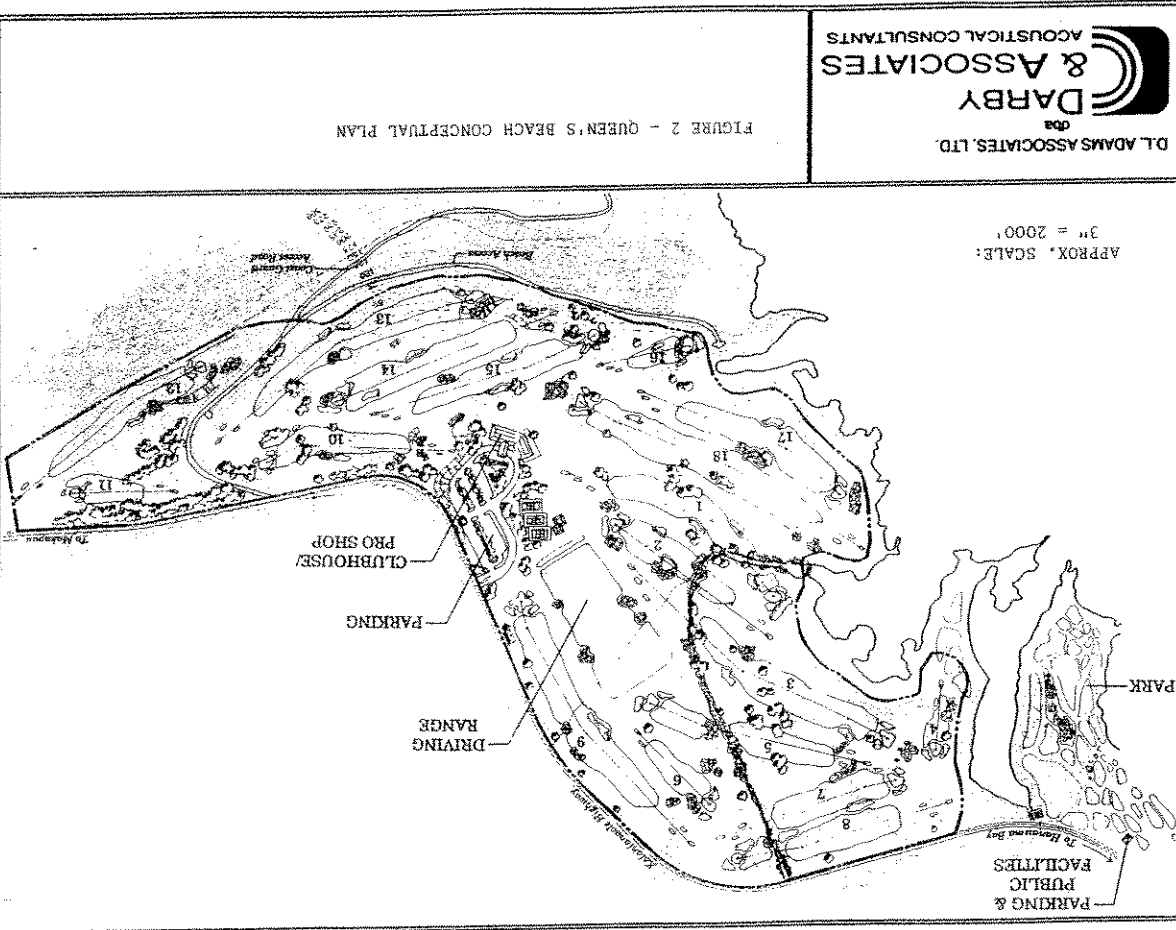 PARKING &
PUBLIC
FACILITIES
To Hanauma Bay
8
7
6
Kalanianaole Highway
5
9
DRIVING
RANGE
4
PARK
3
PARKING
2
CLUBHOUSE/
PRO SHOP
To Makapuu
1
11
18
17
10
12
15
14
16
13
Beach Access
Coast Guard
Access Road
APPROX. SCALE:
3" = 2000'
D.L. ADAMS ASSOCIATES, LTD.
dba
DARBY
& ASSOCIATES
ACOUSTICAL CONSULTANTS
FIGURE 2 - QUEEN'S BEACH CONCEPTUAL PLAN